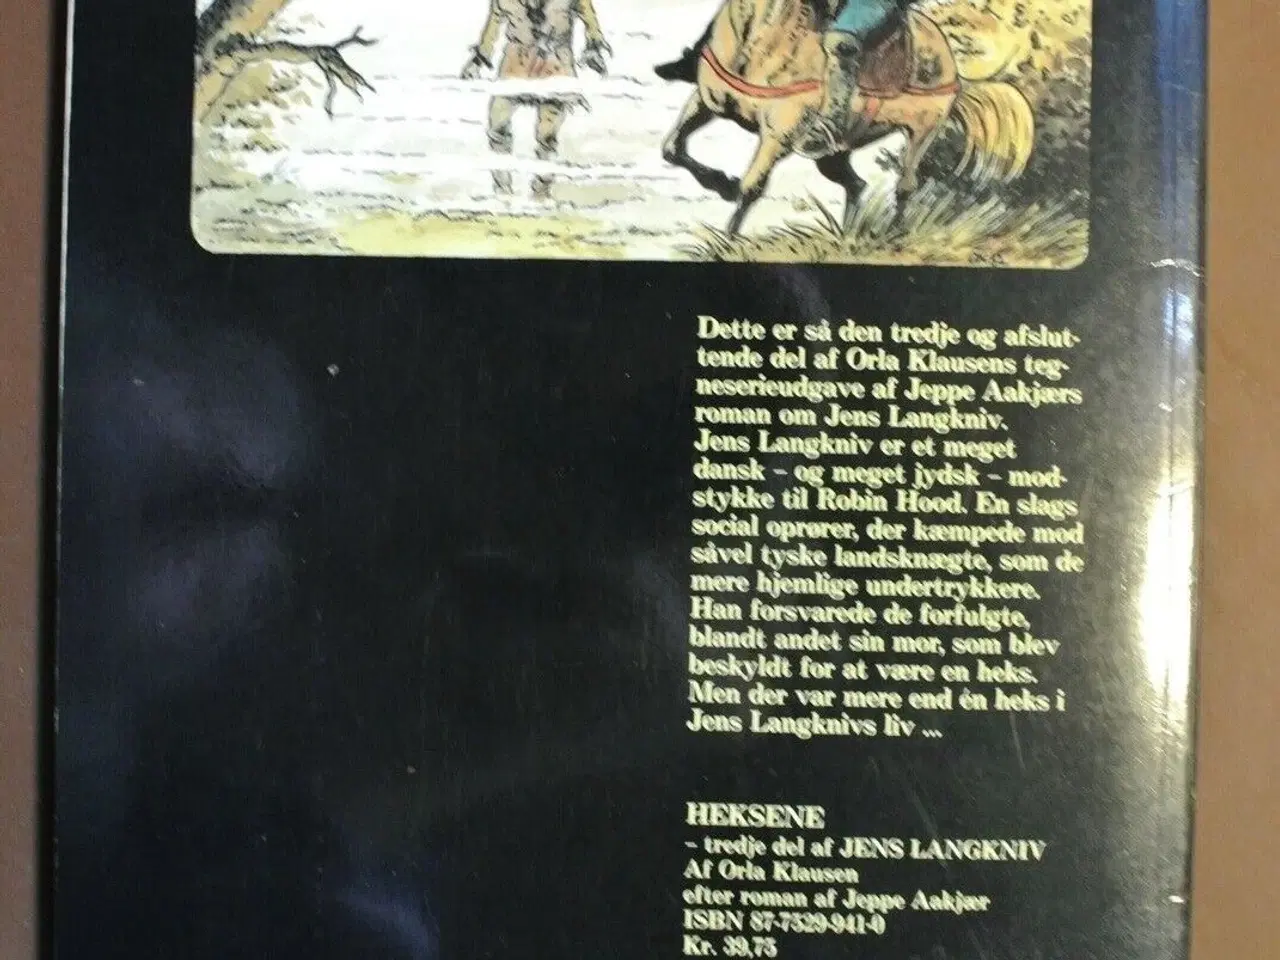 Dette er så den tredje og afslut-
tende del af Orla Klausens teg-
neserieudgave af Jeppe Aakjærs
roman om Jens Langkniv.
Jens Langkniv er et meget
dansk – og meget jydsk – mod-
stykke til Robin Hood. En slags
social oprører, der kæmpede mod
såvel tyske landsknægte, som de
mere hjemlige undertrykkere.
Han forsvarede de forfulgte,
blandt andet sin mor, som blev
beskyldt for at være en heks.
Men der var mere end én heks i
Jens Langknivs liv ...
HEKSENE
– tredje del af JENS LANGKNIV
Af Orla Klausen
efter roman af Jeppe Aakjær
ISBN 87-7529-941-0
Kr. 39,75